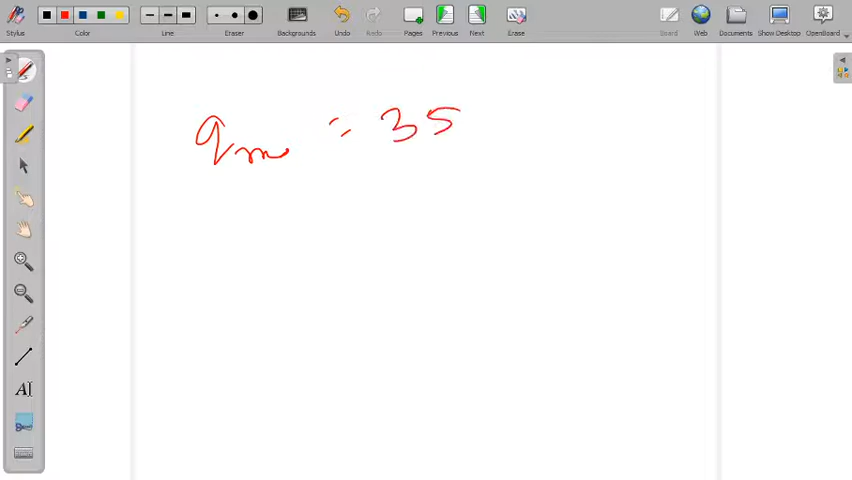 Stylus
Color
Line
Eraser
Backgrounds
Undo
Redo
Pages
Previous
Next
Erase
Board
Web
Documents
Show Desktop
OpenBoard
qm = 35